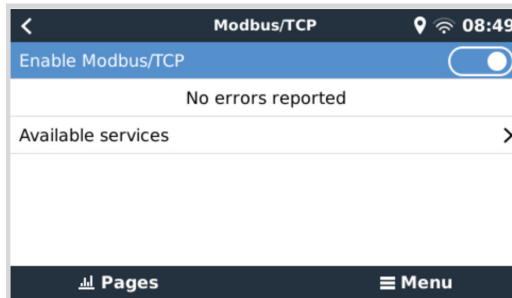 Modbus/TCP 08:49
Enable Modbus/TCP
No errors reported
Available services
Pages Menu